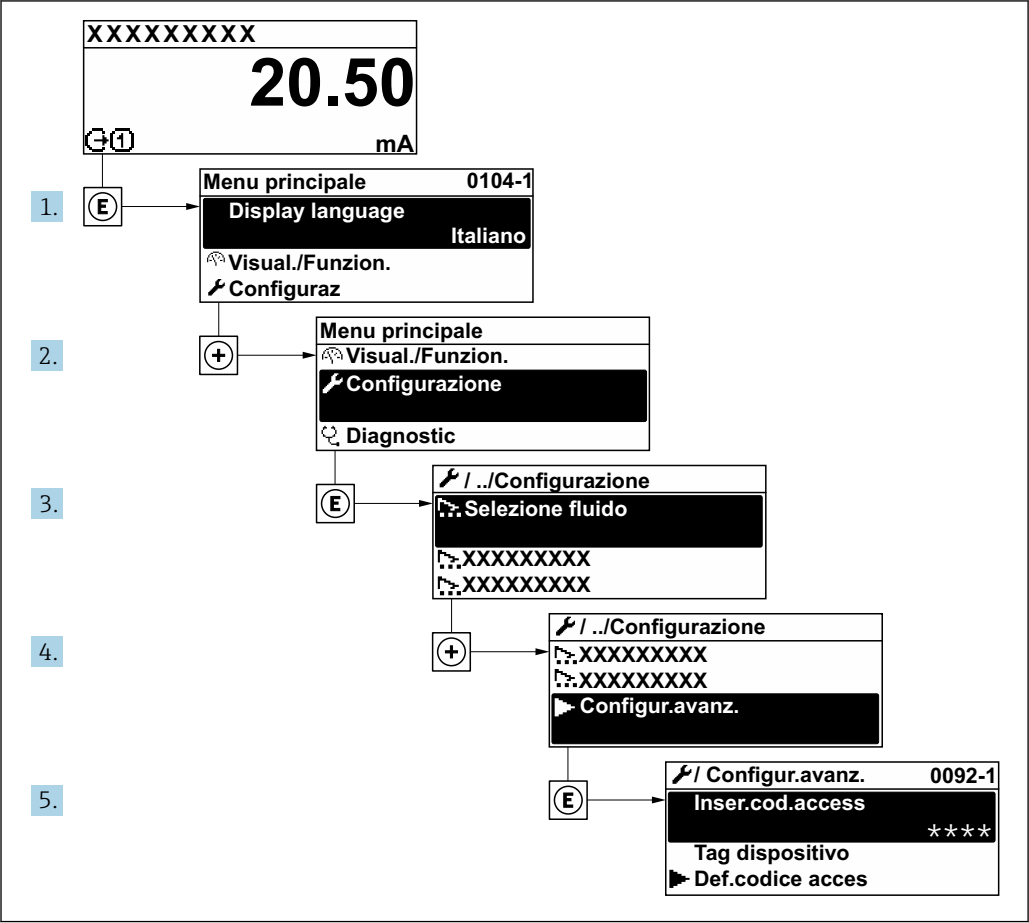 XXXXXXXXX
20.50
1 mA
1. E
Menu principale 0104-1
Display language
Italiano
Visual./Funzion.
Configuraz
2. +
Menu principale
Visual./Funzion.
Configurazione
Diagnostic
3. E
/ ../Configurazione
Selezione fluido
XXXXXXXXX
XXXXXXXXX
4. +
/ ../Configurazione
XXXXXXXXX
XXXXXXXXX
Configur.avanz.
5. E
/ Configur.avanz. 0092-1
Inser.cod.access
****
Tag dispositivo
Def.codice acces